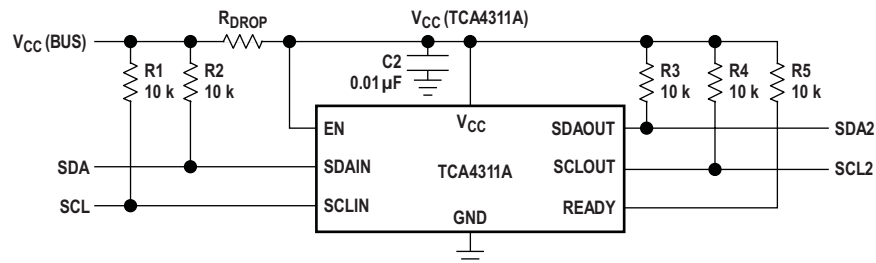 RDROP
VCC (TCA4311A)
VCC (BUS)
C2
0.01 µF
R1
10 k
R2
10 k
R3
10 k
R4
10 k
R5
10 k
EN
VCC
SDAOUT
SDA2
SDA
SDAIN
TCA4311A
SCLOUT
SCL2
SCL
SCLIN
GND
READY